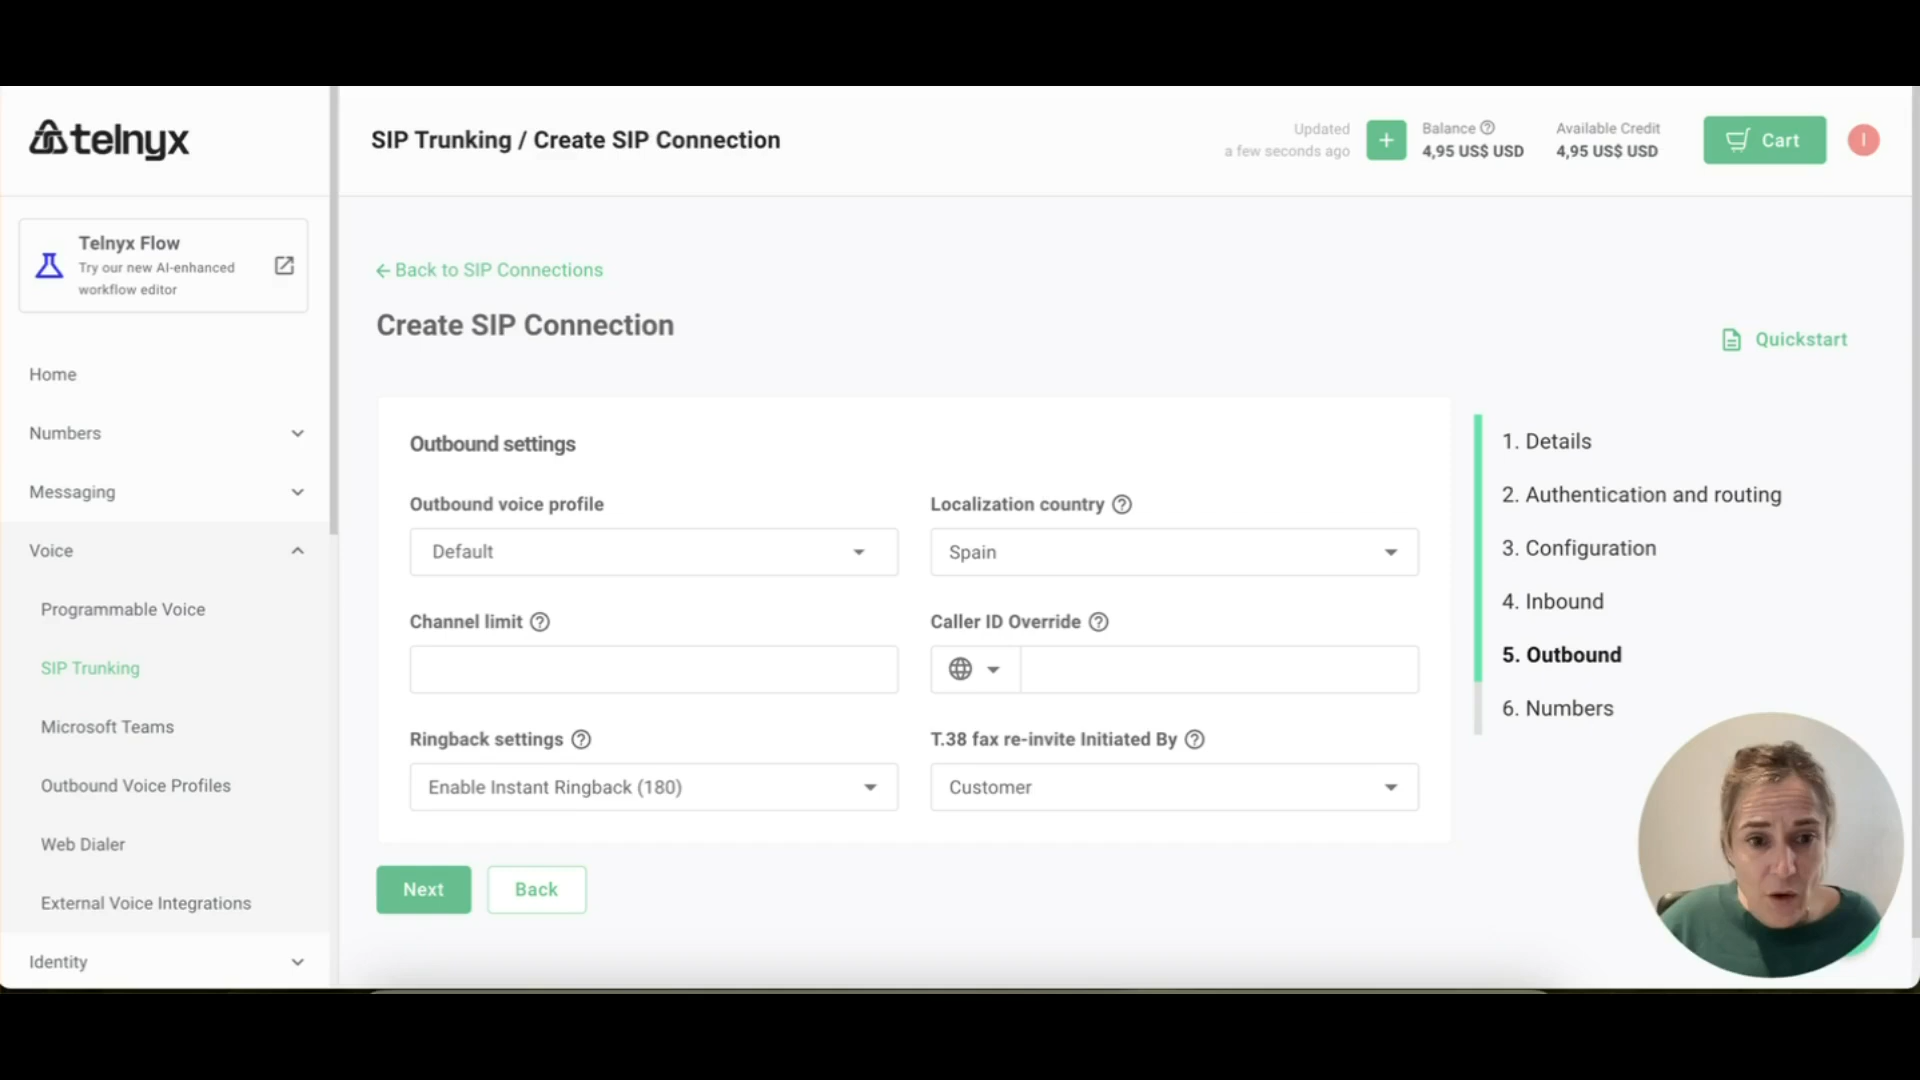 telnyx
SIP Trunking / Create SIP Connection
Updated
a few seconds ago
+
Balance
4,95 US$ USD
Available Credit
4,95 US$ USD
Cart
I
Telnyx Flow
Try our new AI-enhanced
workflow editor
Home
Numbers
Messaging
Voice
Programmable Voice
SIP Trunking
Microsoft Teams
Outbound Voice Profiles
Web Dialer
External Voice Integrations
Identity
Back to SIP Connections
Create SIP Connection
Quickstart
Outbound settings
Outbound voice profile
Default
Localization country
Spain
Channel limit
Caller ID Override
Ringback settings
Enable Instant Ringback (180)
T.38 fax re-invite Initiated By
Customer
Next
Back
1. Details
2. Authentication and routing
3. Configuration
4. Inbound
5. Outbound
6. Numbers